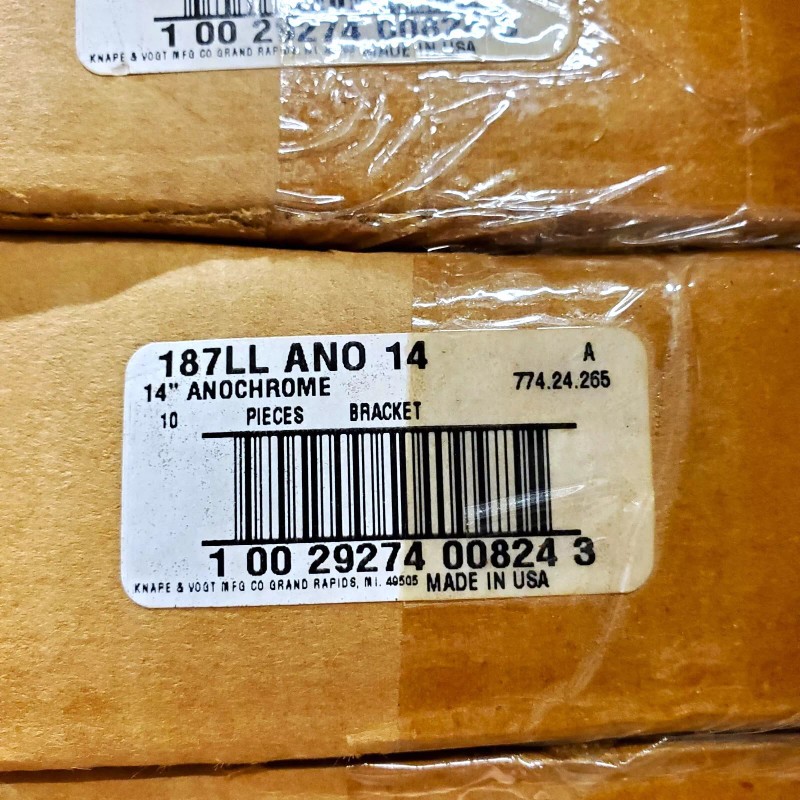 1 00 29274 00824 3
KNAPE & VOGT MFG CO GRAND RAPIDS, MI. MADE IN USA
187LL ANO 14 A
14" ANOCHROME 774.24.265
10 PIECES BRACKET
1 00 29274 00824 3
KNAPE & VOGT MFG CO GRAND RAPIDS, MI. 49505 MADE IN USA